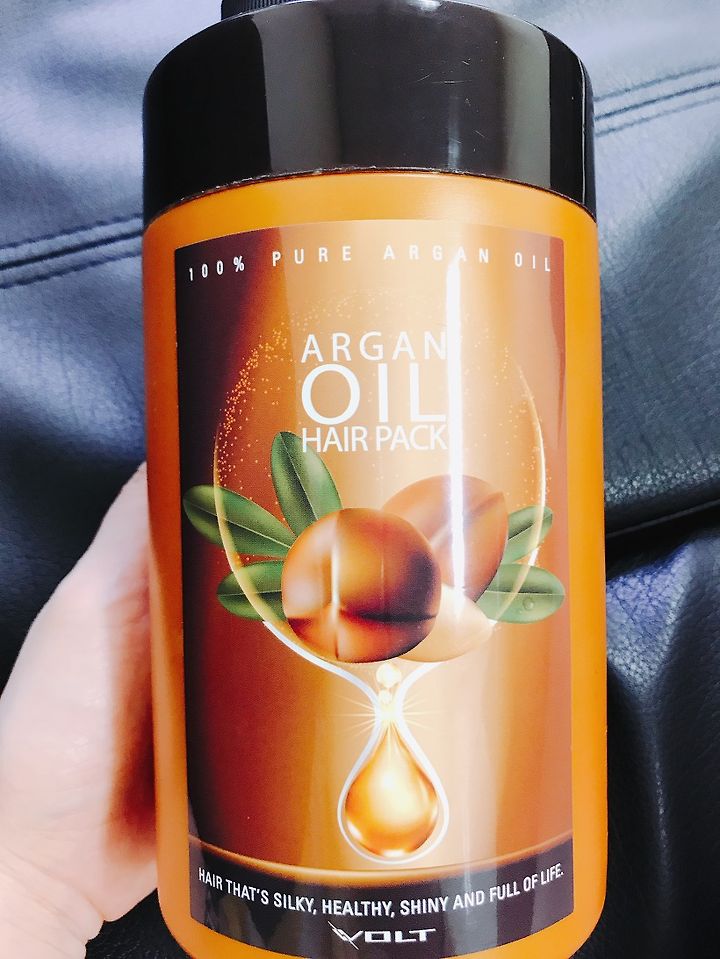 100% PURE ARGAN OIL
ARGAN
OIL
HAIR PACK
HAIR THAT'S SILKY, HEALTHY, SHINY AND FULL OF LIFE.
VOLT